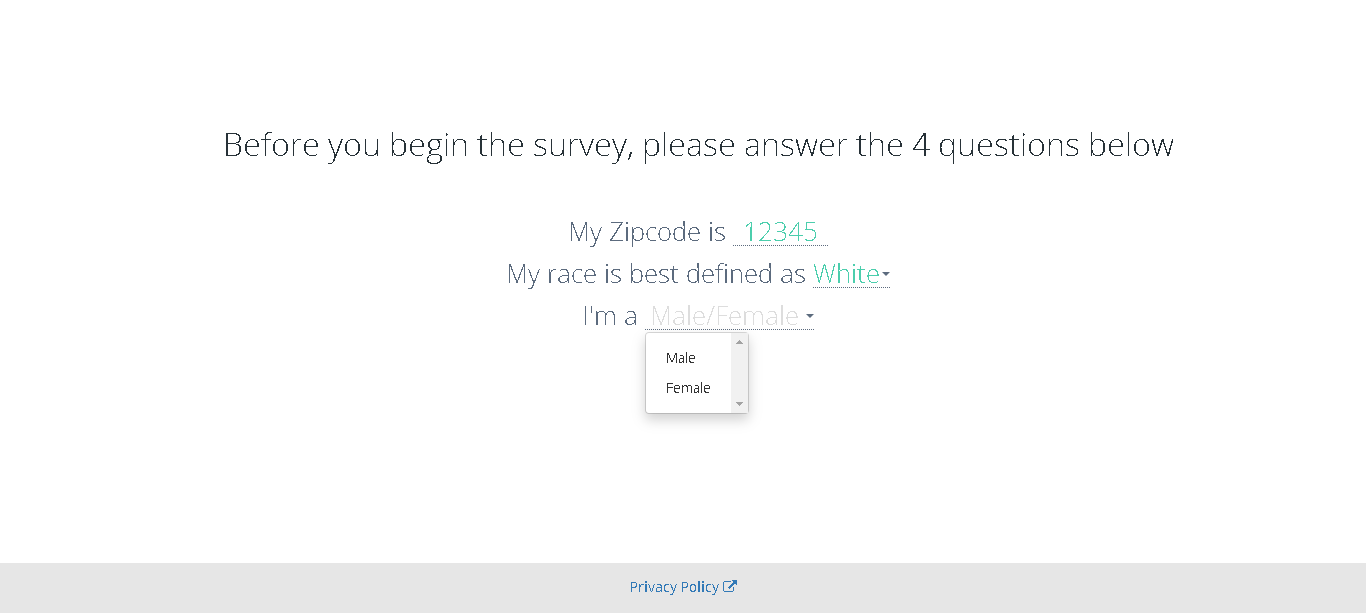 Before you begin the survey, please answer the 4 questions below
My Zipcode is 12345
My race is best defined as White
I'm a Male/Female
Male
Female
Privacy Policy